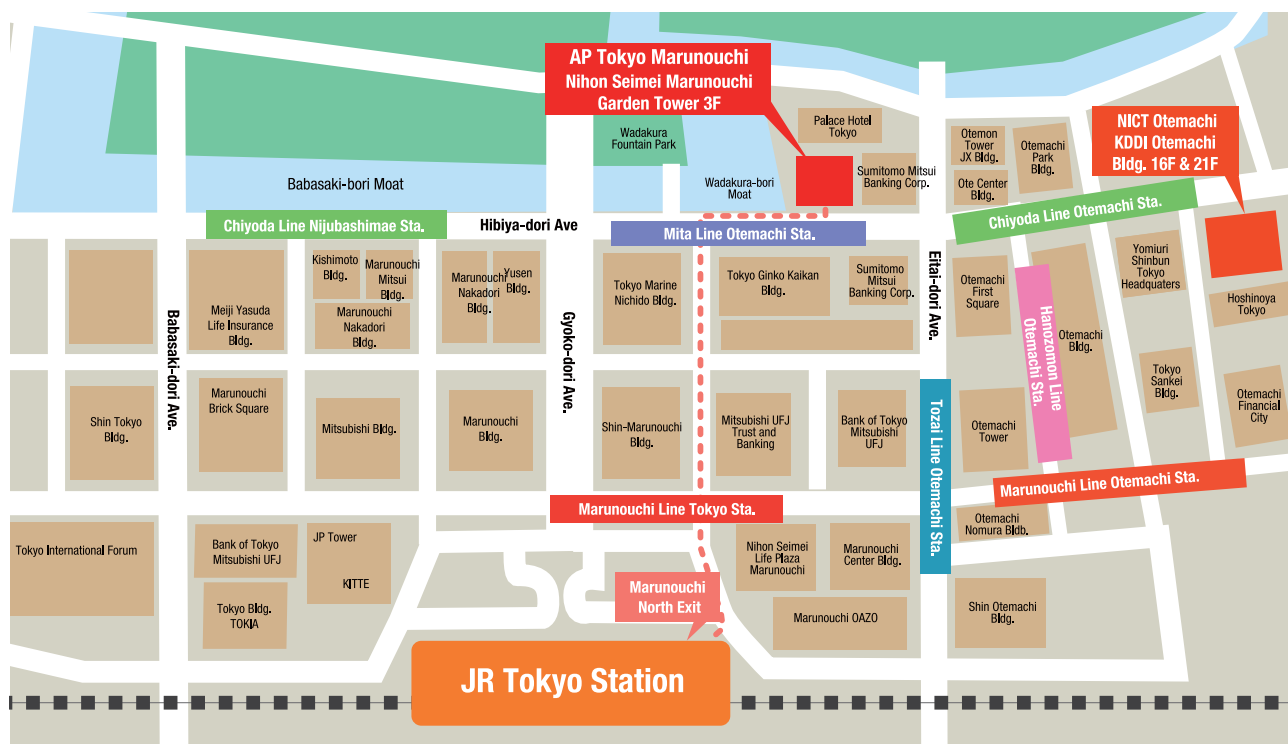 AP Tokyo Marunouchi
Nihon Seimei Marunouchi
Garden Tower 3F
NICT Otemachi
KDDI Otemachi
Bldg. 16F & 21F
Palace Hotel
Tokyo
Wadakura
Fountain Park
Otemon
Tower
JX Bldg.
Otemachi
Park
Bldg.
Babasaki-bori Moat
Wadakura-bori
Moat
Sumitomo Mitsui
Banking Corp.
Ote Center
Bldg.
Chiyoda Line Nijubashimae Sta.
Hibiya-dori Ave
Mita Line Otemachi Sta.
Chiyoda Line Otemachi Sta.
Kishimoto
Bldg.
Marunouchi
Mitsui
Bldg.
Meiji Yasuda
Life Insurance
Bldg.
Marunouchi
Nakadori
Bldg.
Marunouchi
Nakadori
Bldg.
Yusen
Bldg.
Tokyo Marine
Nichido Bldg.
Tokyo Ginko Kaikan
Bldg.
Sumitomo
Mitsui
Banking Corp.
Eitai-dori Ave.
Otemachi
First
Square
Hanozomon Line
Otemachi Sta.
Otemachi
Bldg.
Yomiuri
Shinbun
Tokyo
Headquaters
Hoshinoya
Tokyo
Babasaki-dori Ave.
Gyoko-dori Ave.
Shin Tokyo
Bldg.
Marunouchi
Brick Square
Mitsubishi Bldg.
Marunouchi
Bldg.
Shin-Marunouchi
Bldg.
Mitsubishi UFJ
Trust and
Banking
Bank of Tokyo
Mitsubishi
UFJ
Tozai Line Otemachi Sta.
Otemachi
Tower
Tokyo
Sankei Bldg.
Otemachi
Financial
City
Marunouchi Line Tokyo Sta.
Marunouchi Line Otemachi Sta.
Otemachi
Nomura Bldb.
Tokyo International Forum
Bank of Tokyo
Mitsubishi UFJ
JP Tower
KITTE
Tokyo Bldg.
TOKIA
Nihon Seimei
Life Plaza
Marunouchi
Marunouchi
Center Bldg.
Marunouchi
North Exit
Marunouchi OAZO
Shin Otemachi
Bldg.
JR Tokyo Station